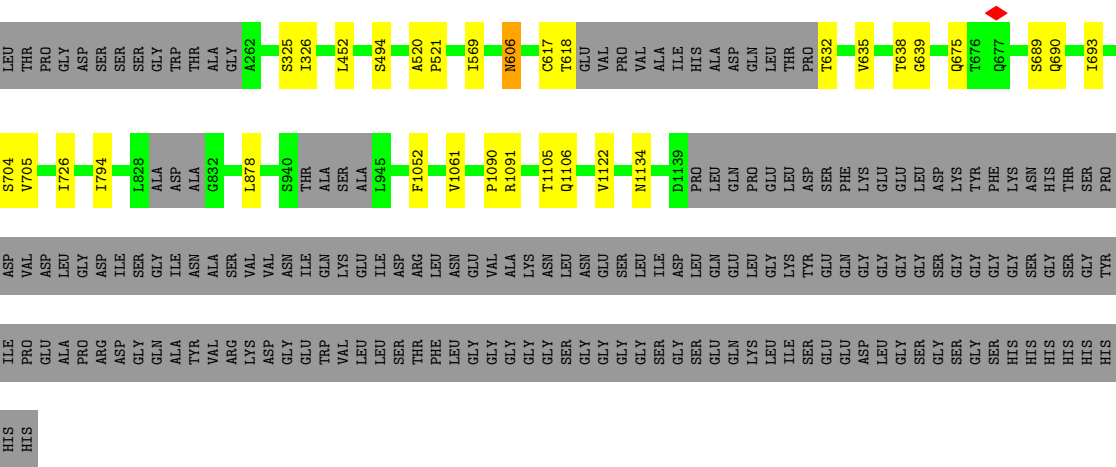 LEU THR PRO GLY ASP SER SER SER GLY TRP THR ALA GLY A262 S325 I326 L452 S494 A520 P521 I569 N606 C617 T618 GLU VAL PRO VAL ALA ILE HIS ALA ASP GLN LEU THR PRO T632 V635 T638 G639 Q675 T676 Q677 S689 Q690 I693
S704 V705 I726 I794 L828 ALA ASP ALA G832 L878 S940 THR ALA SER ALA L945 F1052 V1061 P1090 R1091 T1105 Q1106 V1122 N1134 D1139 PRO LEU GLN PRO GLU LEU ASP SER PHE LYS GLU GLU LEU ASP LYS TYR PHE LYS ASN HIS THR SER PRO
ASP VAL ASP LEU GLY ASP ILE SER GLY ILE ASN ALA SER VAL VAL ASN ILE GLN LYS GLU ILE ASP ARG LEU ASN GLU VAL ALA LYS ASN LEU ASN GLU SER LEU ILE ASP LEU GLN GLU LEU GLY LYS TYR GLU GLN GLY GLY GLY GLY SER GLY GLY GLY GLY SER GLY SER GLY TYR
ILE PRO GLU ALA PRO ARG ASP GLY GLN ALA TYR VAL ARG LYS ASP GLY GLU TRP VAL LEU LEU SER THR PHE LEU GLY GLY GLY GLY GLY SER GLY GLY GLY GLY SER GLY SER GLU GLN LYS LEU ILE SER GLU GLU ASP LEU GLY SER GLY SER GLY SER HIS HIS HIS HIS HIS HIS
HIS HIS